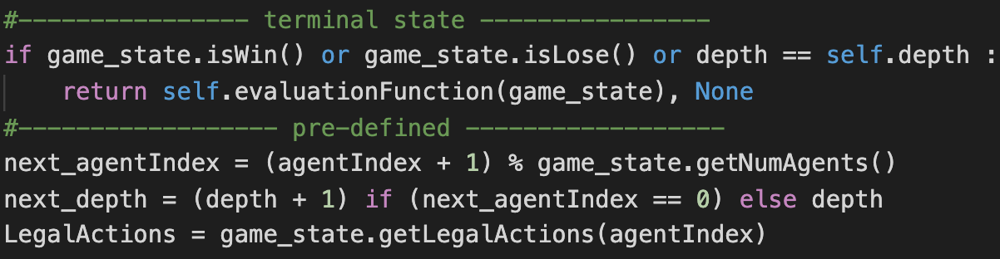 #---------------- terminal state ----------------
if game_state.isWin() or game_state.isLose() or depth == self.depth :
    return self.evaluationFunction(game_state), None
#------------------ pre-defined ------------------
next_agentIndex = (agentIndex + 1) % game_state.getNumAgents()
next_depth = (depth + 1) if (next_agentIndex == 0) else depth
LegalActions = game_state.getLegalActions(agentIndex)